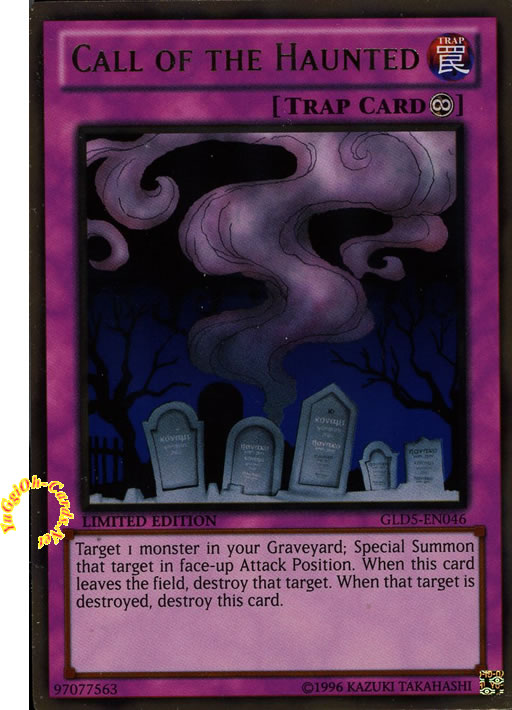 CALL OF THE HAUNTED
TRAP
罠
[TRAP CARD∞]
LIMITED EDITION
GLD5-EN046
Target 1 monster in your Graveyard; Special Summon
that target in face-up Attack Position. When this card
leaves the field, destroy that target. When that target is
destroyed, destroy this card.
97077563
©1996 KAZUKI TAKAHASHI
YuGiOh-Cards.Net